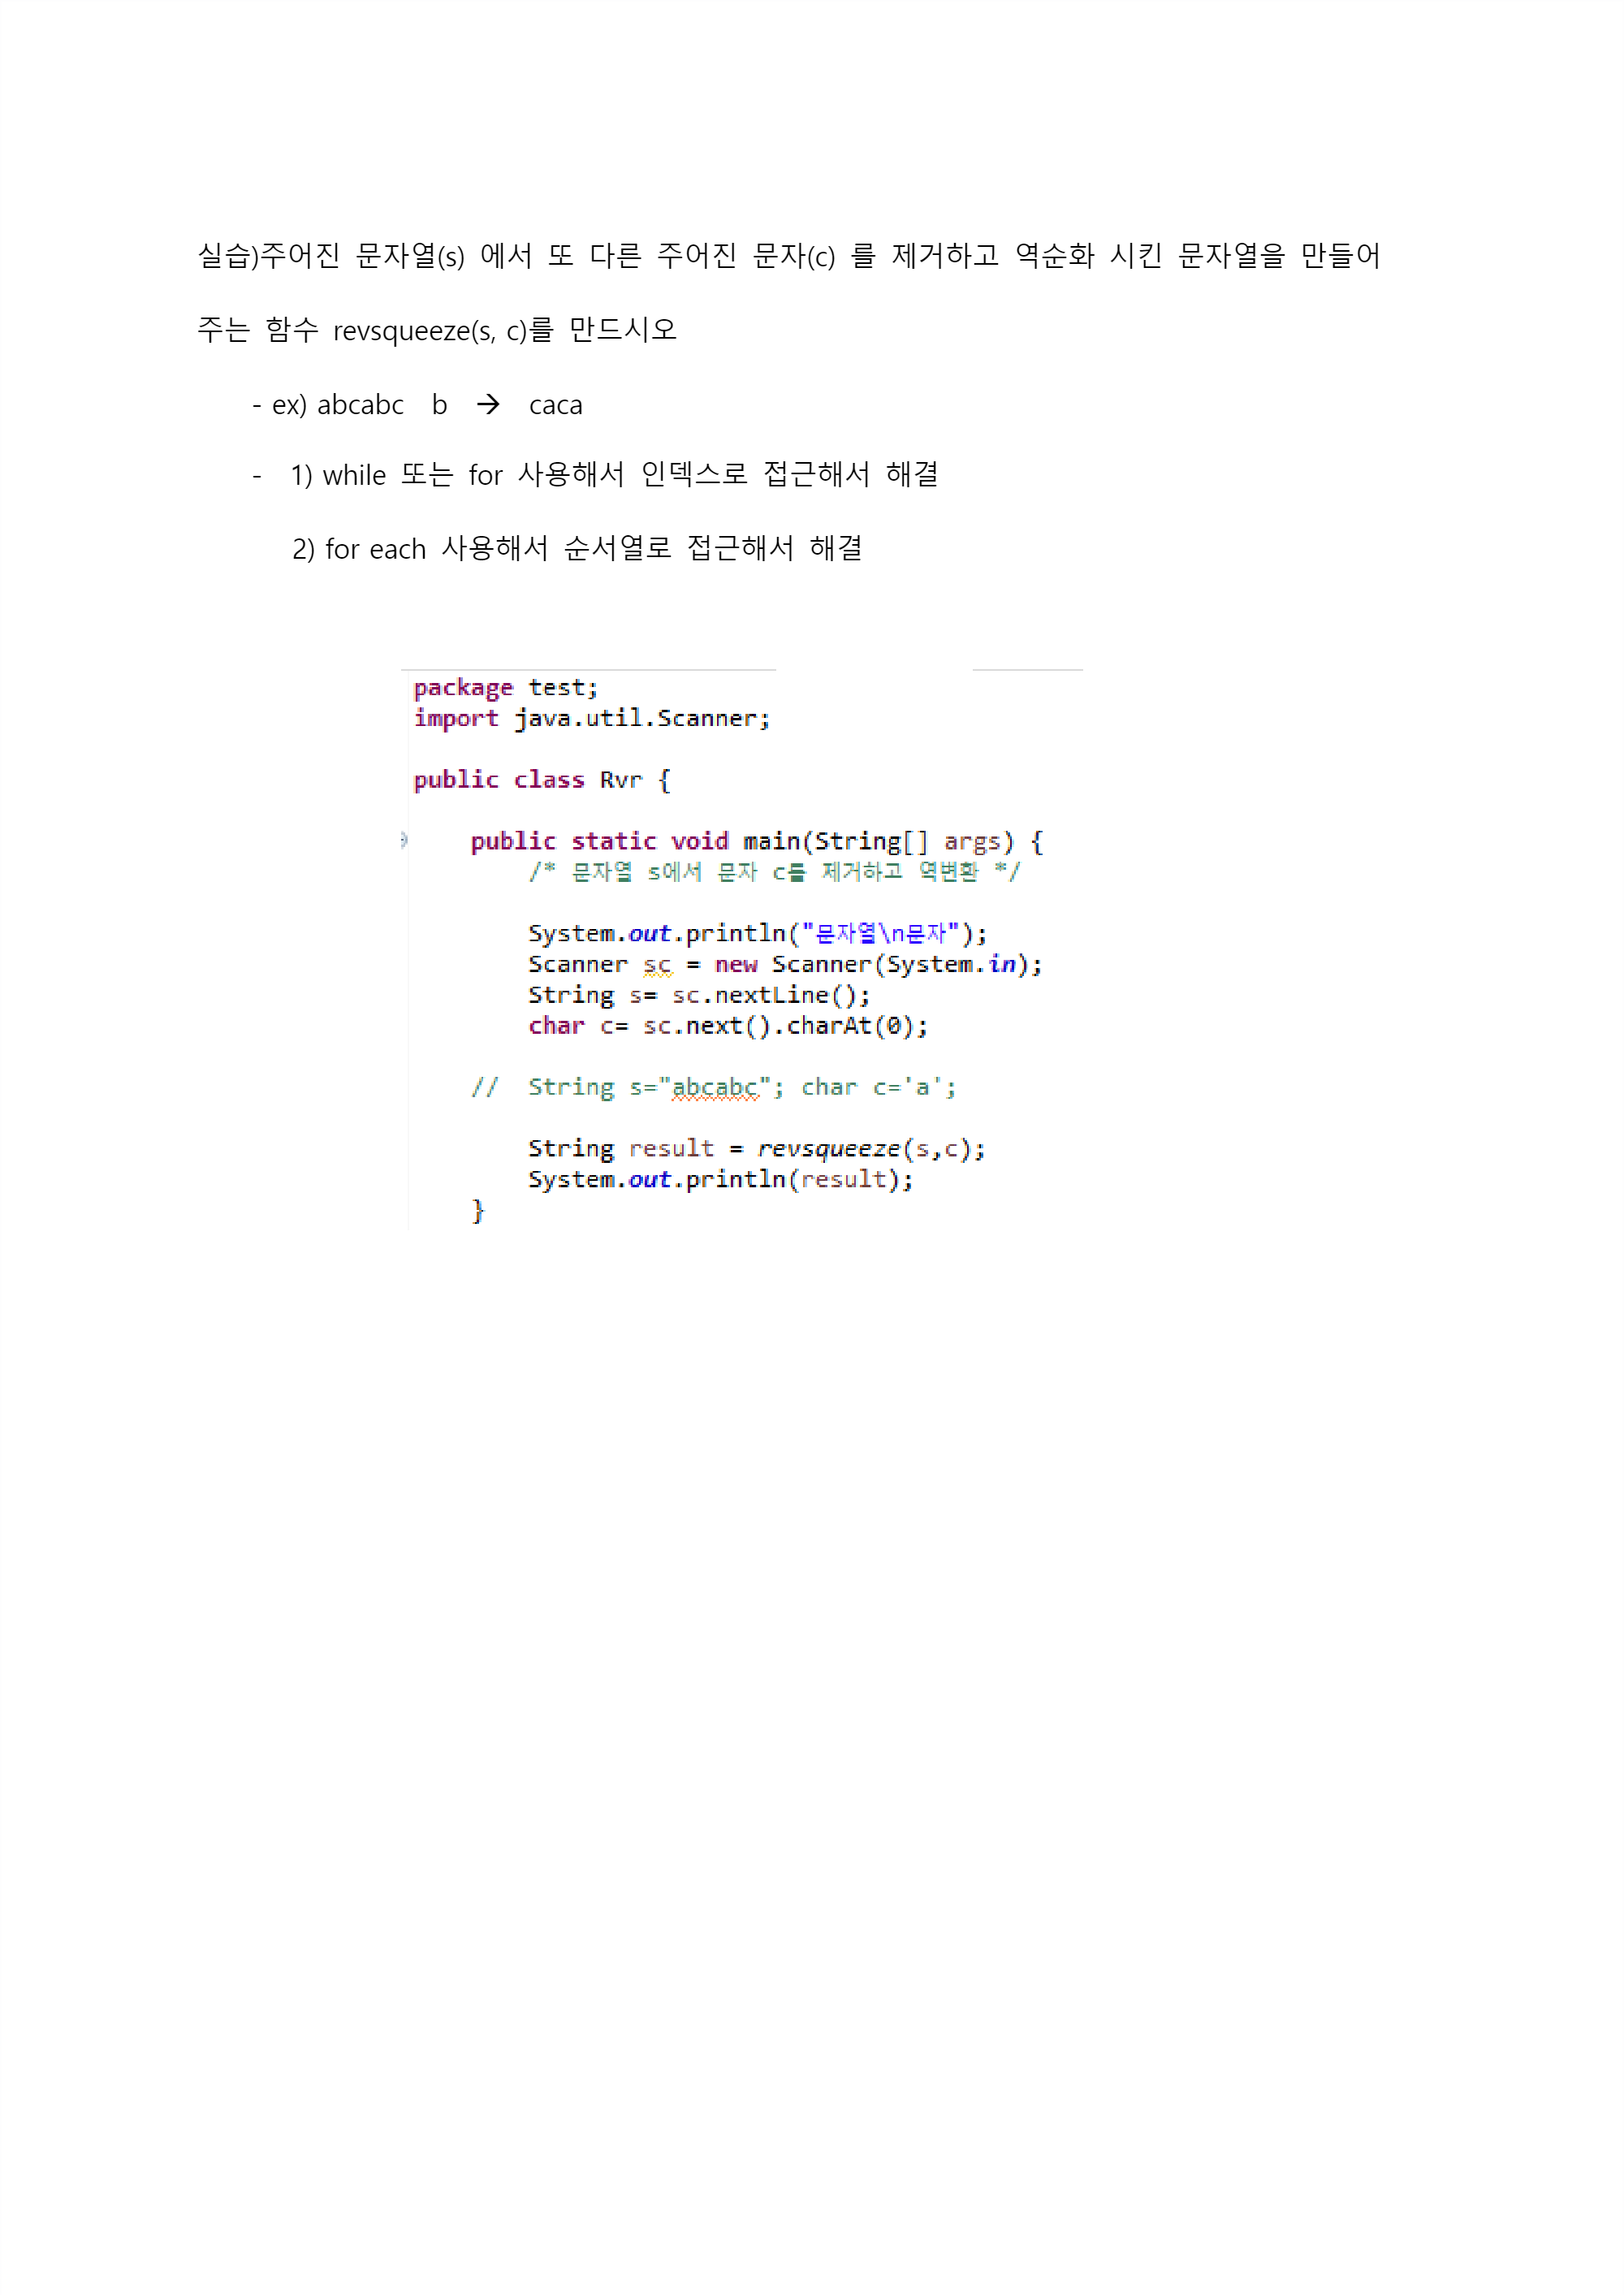 실습)주어진 문자열(s) 에서 또 다른 주어진 문자(c) 를 제거하고 역순화 시킨 문자열을 만들어
주는 함수 revsqueeze(s, c)를 만드시오
- ex) abcabc b → caca
- 1) while 또는 for 사용해서 인덱스로 접근해서 해결
2) for each 사용해서 순서열로 접근해서 해결
package test;
import java.util.Scanner;
public class Rvr {
public static void main(String[] args) {
/* 문자열 s에서 문자 c를 제거하고 역변환 */
System.out.println("문자열\n문자");
Scanner sc = new Scanner(System.in);
String s= sc.nextLine();
char c= sc.next().charAt(0);
// String s="abcabc"; char c='a';
String result = revsqueeze(s,c);
System.out.println(result);
}